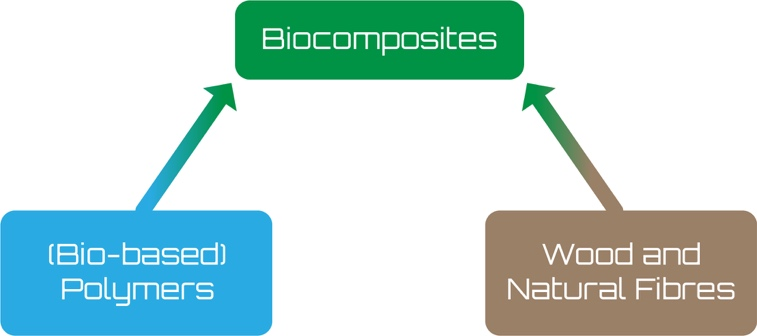 Biocomposites
(Bio-based)
Polymers
Wood and
Natural Fibres